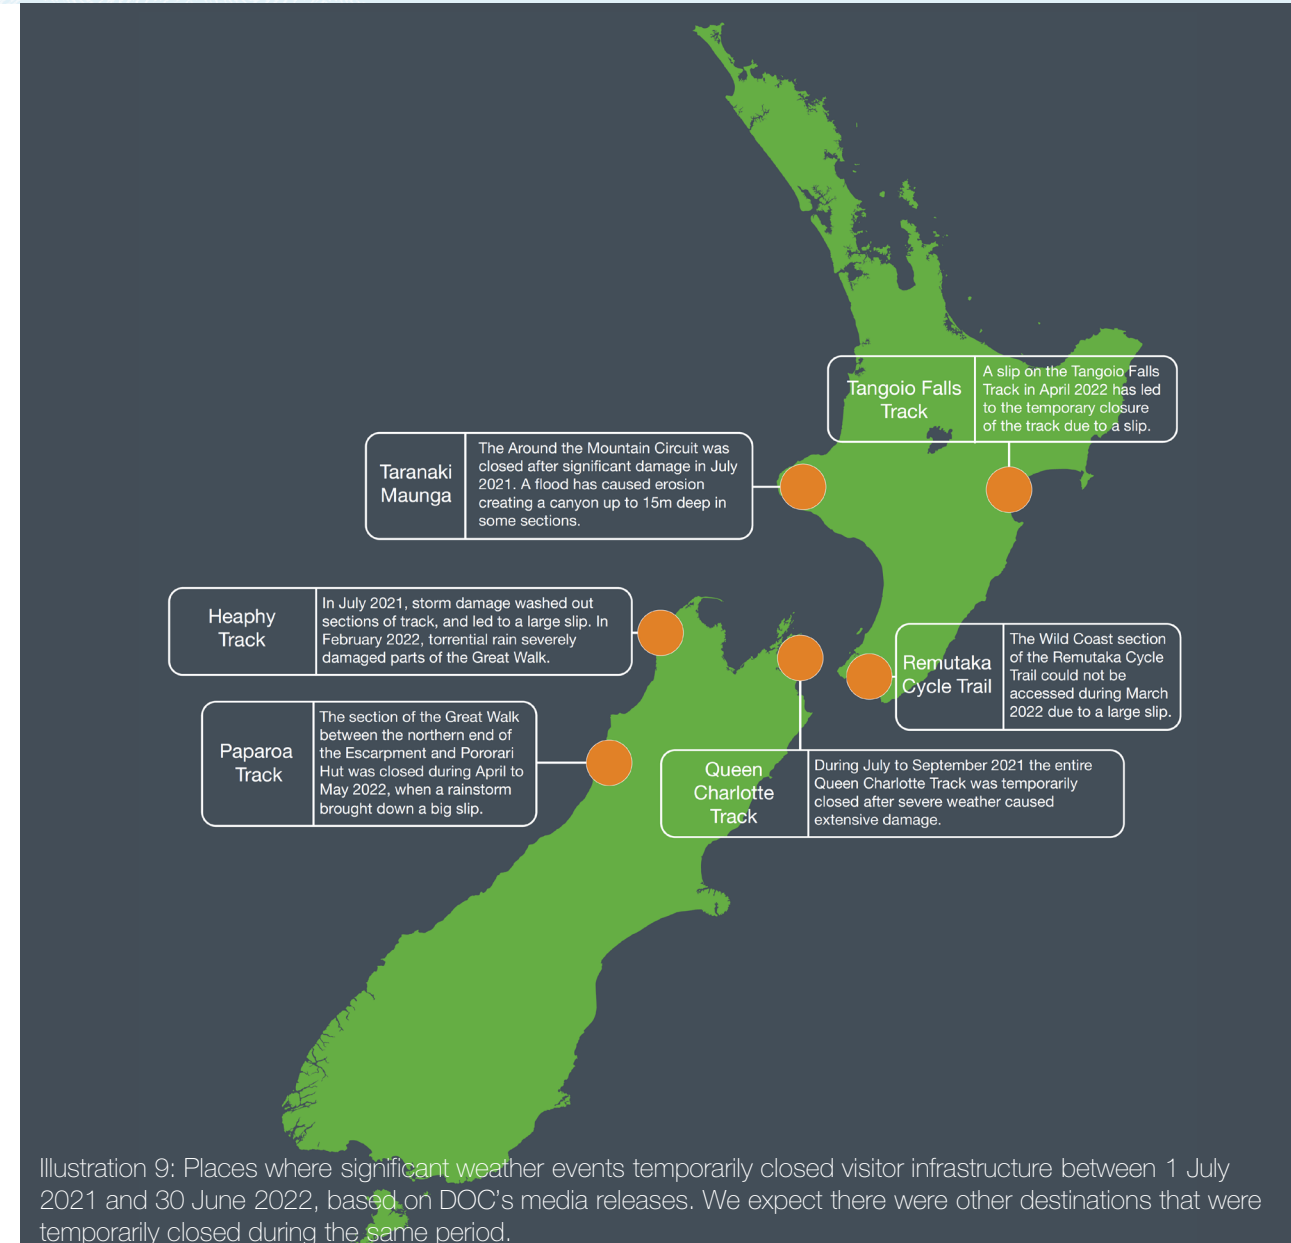 Tangoio Falls
Track
A slip on the Tangoio Falls
Track in April 2022 has led
to the temporary closure
of the track due to a slip.
Taranaki
Maunga
The Around the Mountain Circuit was
closed after significant damage in July
2021. A flood has caused erosion
creating a canyon up to 15m deep in
some sections.
Heaphy
Track
In July 2021, storm damage washed out
sections of track, and led to a large slip. In
February 2022, torrential rain severely
damaged parts of the Great Walk.
Remutaka
Cycle Trail
The Wild Coast section
of the Remutaka Cycle
Trail could not be
accessed during March
2022 due to a large slip.
Paparoa
Track
The section of the Great Walk
between the northern end of
the Escarpment and Pororari
Hut was closed during April to
May 2022, when a rainstorm
brought down a big slip.
Queen
Charlotte
Track
During July to September 2021 the entire
Queen Charlotte Track was temporarily
closed after severe weather caused
extensive damage.
Illustration 9: Places where significant weather events temporarily closed visitor infrastructure between 1 July
2021 and 30 June 2022, based on DOC's media releases. We expect there were other destinations that were
temporarily closed during the same period.